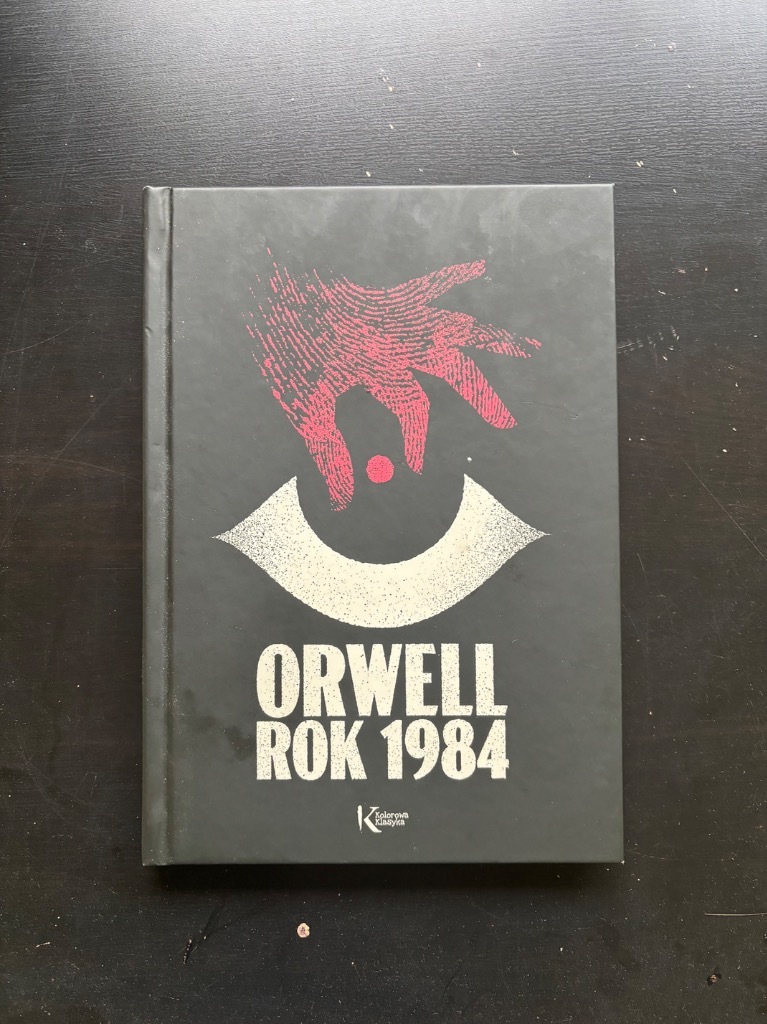 ORWELL
ROK 1984
K Kolorowa
Klasyka